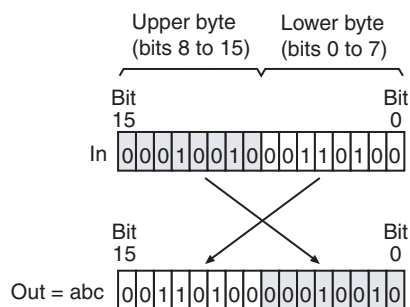 Upper byte Lower byte
(bits 8 to 15) (bits 0 to 7)
Bit Bit
15 0
In 0 0 0 1 0 0 1 0 0 0 1 1 0 1 0 0
Bit Bit
15 0
Out = abc 0 0 1 1 0 1 0 0 0 0 0 1 0 0 1 0